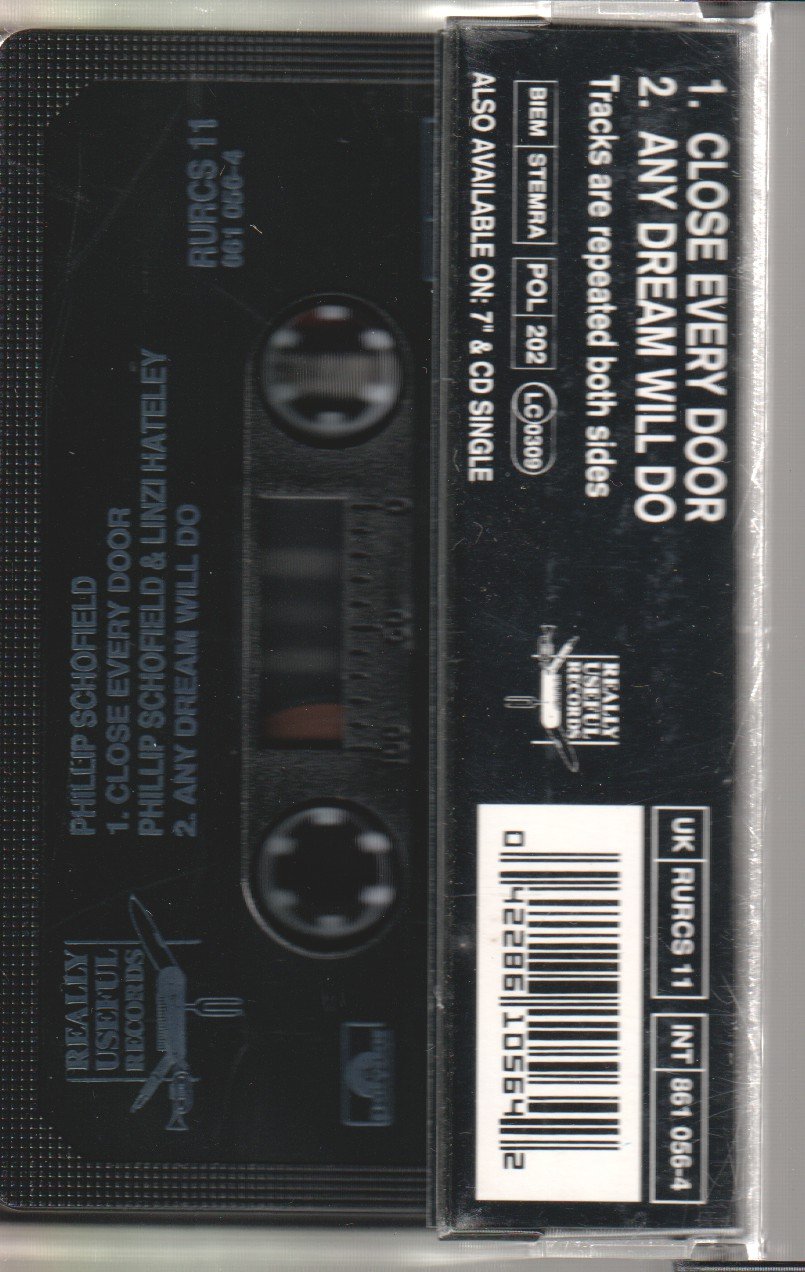 1. CLOSE EVERY DOOR
2. ANY DREAM WILL DO
Tracks are repeated both sides
BIEM STEMRA POL 202 LC 0309
ALSO AVAILABLE ON: 7" & CD SINGLE
REALLY
USEFUL
RECORDS
UK RURCS 11 INT 861 056-4
0 42286 10564 2
RURCS 11
861 056-4
PHILLIP SCHOFIELD
1. CLOSE EVERY DOOR
PHILLIP SCHOFIELD & LINZI HATELEY
2. ANY DREAM WILL DO
REALLY
USEFUL
RECORDS
0 50 100